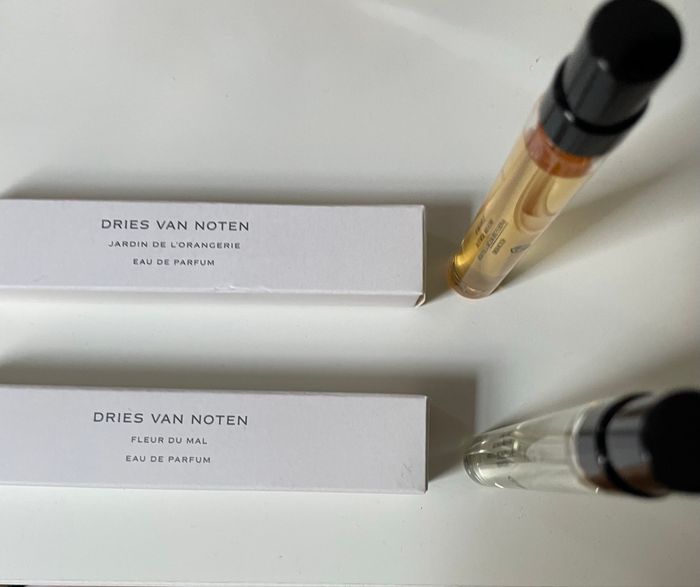 DRIES VAN NOTEN
JARDIN DE L'ORANGERIE
EAU DE PARFUM
DRIES VAN NOTEN
FLEUR DU MAL
EAU DE PARFUM